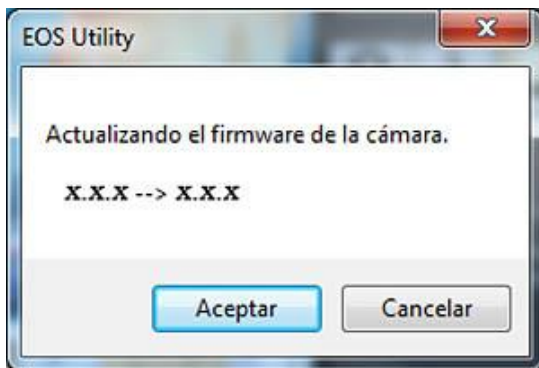 EOS Utility
Actualizando el firmware de la cámara.
x.x.x --> x.x.x
Aceptar
Cancelar